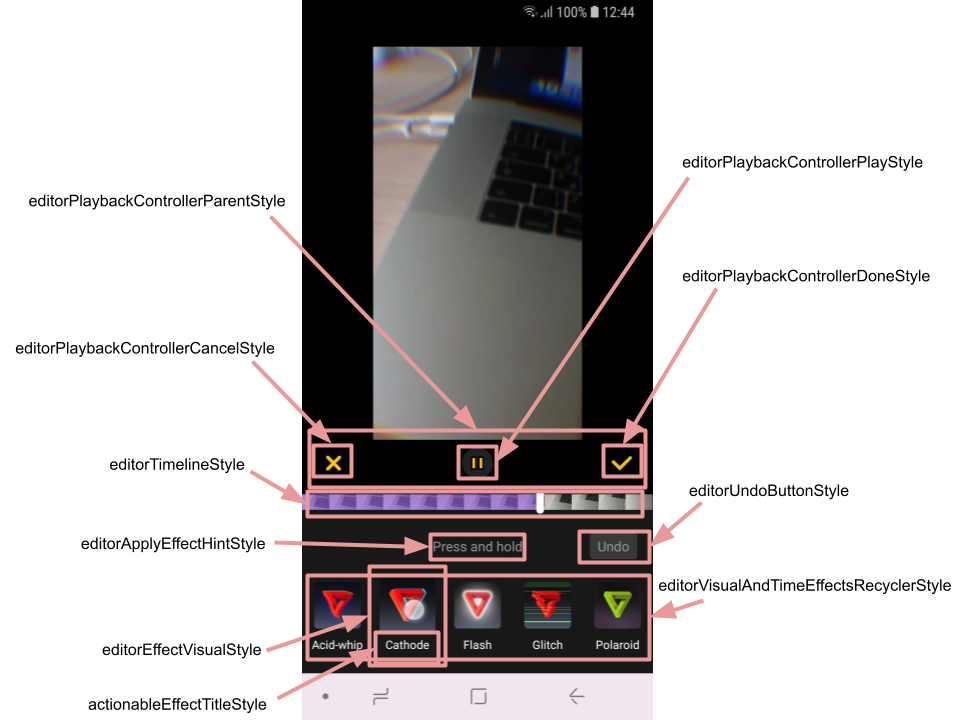 100% 12:44
editorPlaybackControllerPlayStyle
editorPlaybackControllerParentStyle
editorPlaybackControllerDoneStyle
editorPlaybackControllerCancelStyle
editorTimelineStyle
editorUndoButtonStyle
editorApplyEffectHintStyle
Press and hold
Undo
editorVisualAndTimeEffectsRecyclerStyle
Acid-whip
Cathode
Flash
Glitch
Polaroid
editorEffectVisualStyle
actionableEffectTitleStyle